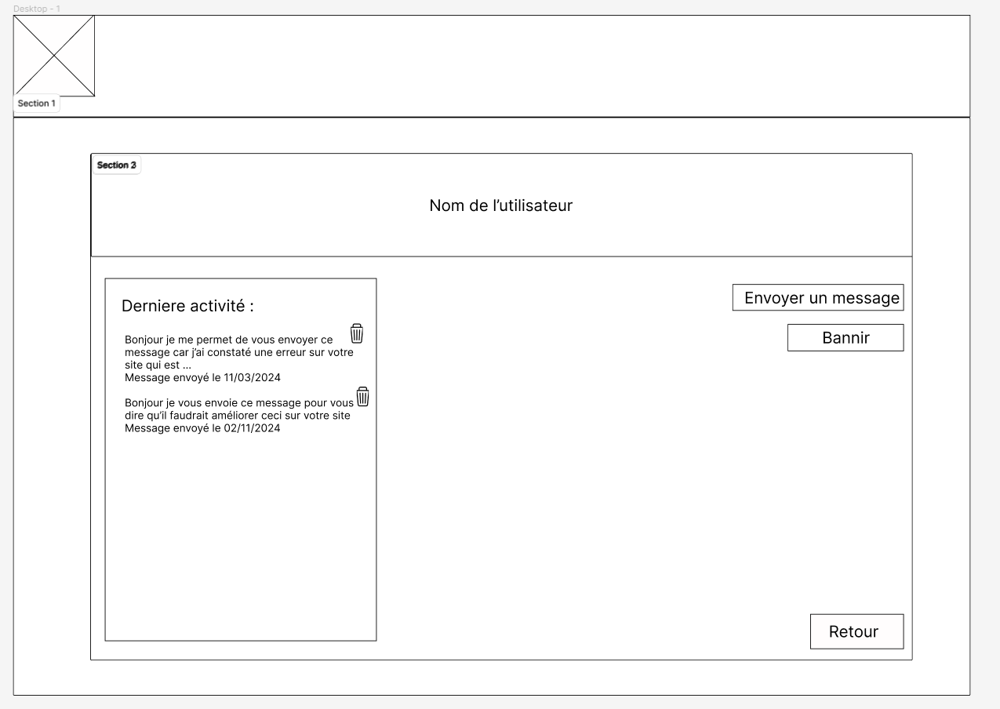 Desktop - 1
Section 1
Section
Nom de l’utilisateur
Derniere activité :
Bonjour je me permet de vous envoyer ce
message car j’ai constaté une erreur sur votre
site qui est ...
Message envoyé le 11/03/2024
Bonjour je vous envoie ce message pour vous
dire qu’il faudrait améliorer ceci sur votre site
Message envoyé le 02/11/2024
Envoyer un message
Bannir
Retour